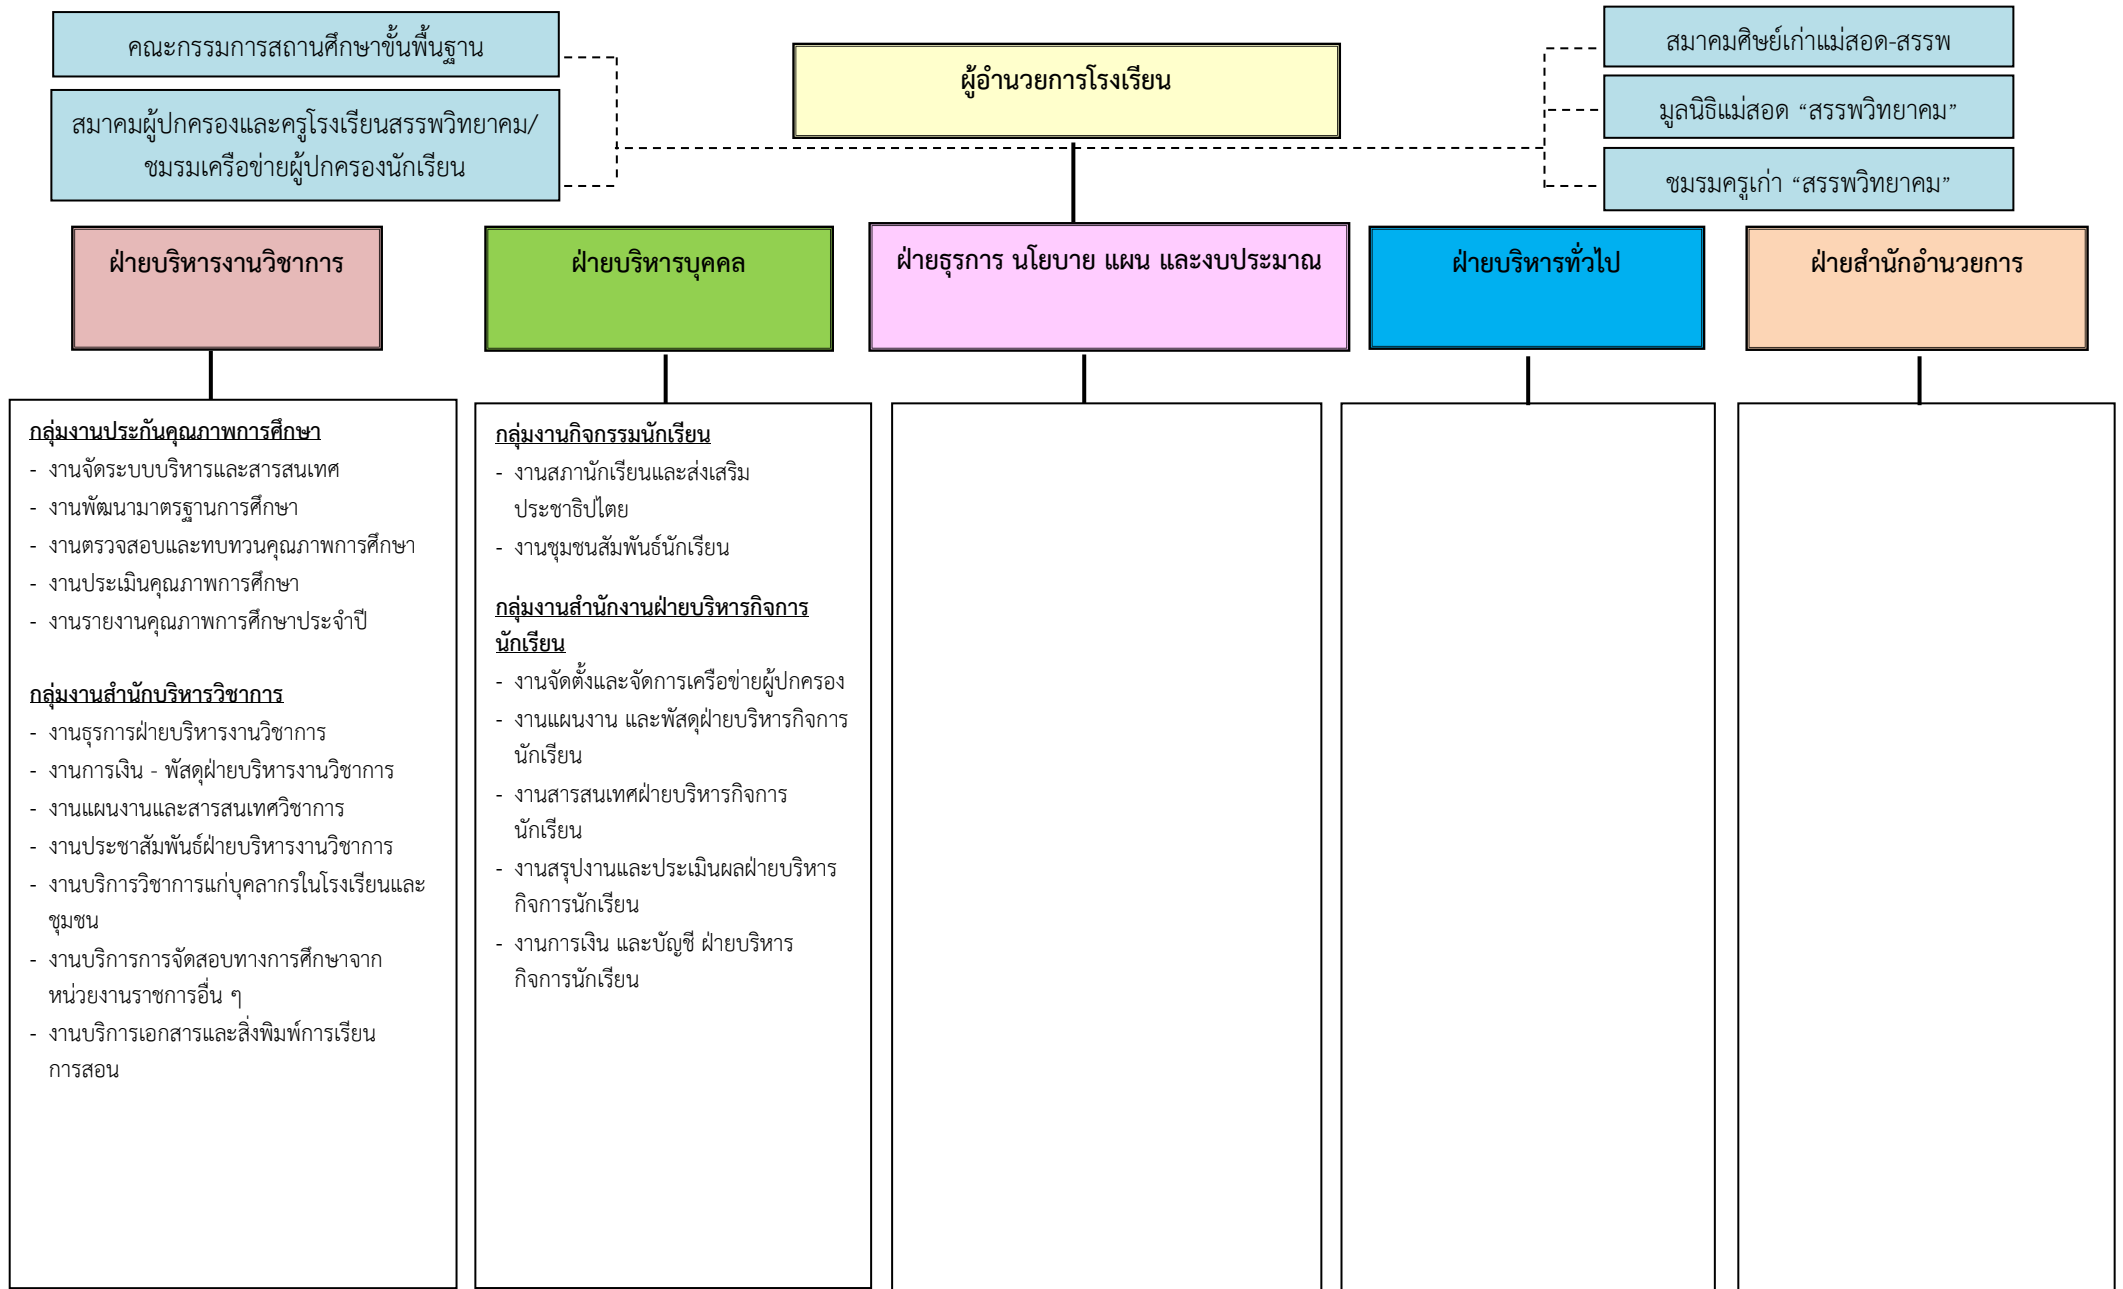 คณะกรรมการสถานศึกษาขั้นพื้นฐาน
สมาคมผู้ปกครองและครูโรงเรียนสรรพวิทยาคม/
ชมรมเครือข่ายผู้ปกครองนักเรียน
ผู้อำนวยการโรงเรียน
สมาคมศิษย์เก่าแม่สอด-สรรพ
มูลนิธิแม่สอด “สรรพวิทยาคม”
ชมรมครูเก่า “สรรพวิทยาคม”
ฝ่ายบริหารงานวิชาการ
ฝ่ายบริหารบุคคล
ฝ่ายธุรการ นโยบาย แผน และงบประมาณ
ฝ่ายบริหารทั่วไป
ฝ่ายสำนักอำนวยการ
กลุ่มงานประกันคุณภาพการศึกษา
- งานจัดระบบบริหารและสารสนเทศ
- งานพัฒนามาตรฐานการศึกษา
- งานตรวจสอบและทบทวนคุณภาพการศึกษา
- งานประเมินคุณภาพการศึกษา
- งานรายงานคุณภาพการศึกษาประจำปี
กลุ่มงานสำนักบริหารวิชาการ
- งานธุรการฝ่ายบริหารงานวิชาการ
- งานการเงิน - พัสดุฝ่ายบริหารงานวิชาการ
- งานแผนงานและสารสนเทศวิชาการ
- งานประชาสัมพันธ์ฝ่ายบริหารงานวิชาการ
- งานบริการวิชาการแก่บุคลากรในโรงเรียนและ
ชุมชน
- งานบริการการจัดสอบทางการศึกษาจาก
หน่วยงานราชการอื่น ๆ
- งานบริการเอกสารและสิ่งพิมพ์การเรียน
การสอน
กลุ่มงานกิจกรรมนักเรียน
- งานสภานักเรียนและส่งเสริม
ประชาธิปไตย
- งานชุมชนสัมพันธ์นักเรียน
กลุ่มงานสำนักงานฝ่ายบริหารกิจการ
นักเรียน
- งานจัดตั้งและจัดการเครือข่ายผู้ปกครอง
- งานแผนงาน และพัสดุฝ่ายบริหารกิจการ
นักเรียน
- งานสารสนเทศฝ่ายบริหารกิจการ
นักเรียน
- งานสรุปงานและประเมินผลฝ่ายบริหาร
กิจการนักเรียน
- งานการเงิน และบัญชี ฝ่ายบริหาร
กิจการนักเรียน